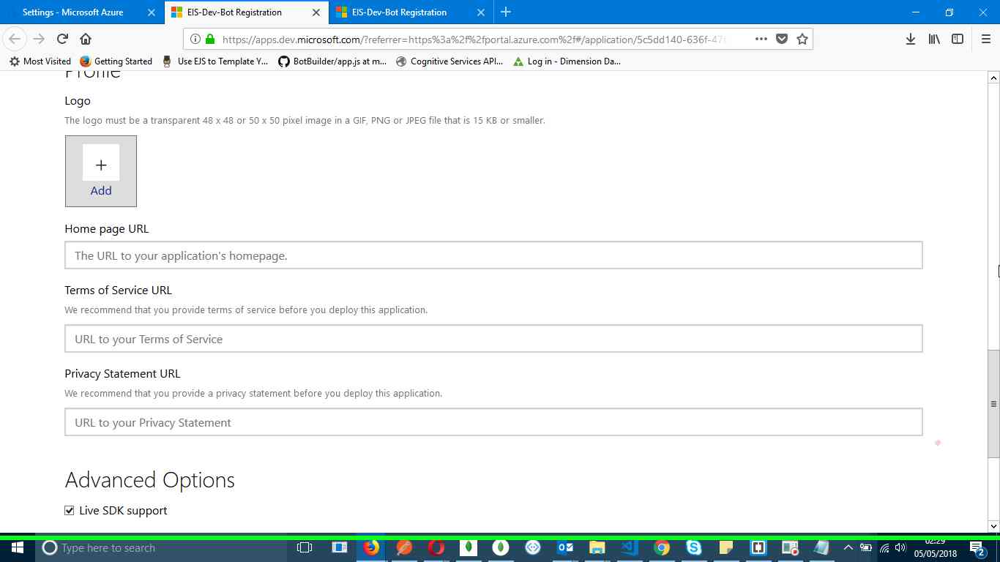 Settings - Microsoft Azure
EIS-Dev-Bot Registration
EIS-Dev-Bot Registration
https://apps.dev.microsoft.com/?referrer=https%3a%2f%2fportal.azure.com%2f#/application/5c5dd140-636f-47
Most Visited
Getting Started
Use EJS to Template Y...
BotBuilder/app.js at m...
Cognitive Services API...
Log in - Dimension Da...
Profile
Logo
The logo must be a transparent 48 x 48 or 50 x 50 pixel image in a GIF, PNG or JPEG file that is 15 KB or smaller.
Add
Home page URL
The URL to your application's homepage.
Terms of Service URL
We recommend that you provide terms of service before you deploy this application.
URL to your Terms of Service
Privacy Statement URL
We recommend that you provide a privacy statement before you deploy this application.
URL to your Privacy Statement
Advanced Options
Live SDK support
Type here to search
02:29
05/05/2018
2